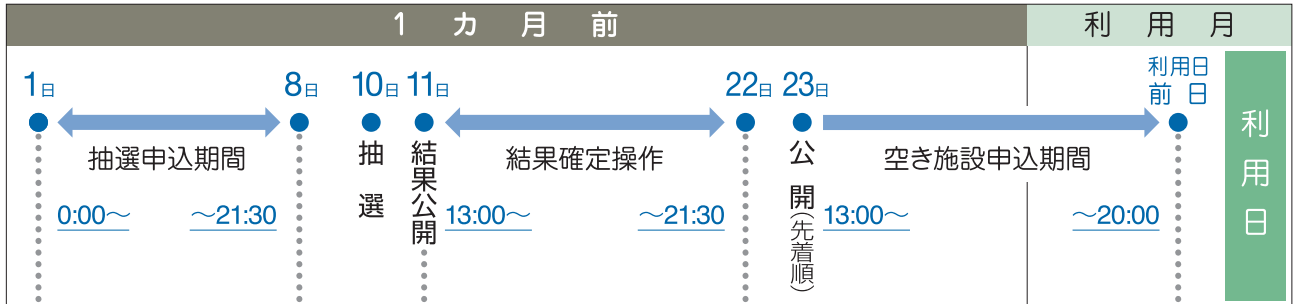 1カ月前
利用月
1日
8日
10日
11日
22日
23日
利用日
前日
抽選申込期間
抽選
結果公開
結果確定操作
公開(先着順)
空き施設申込期間
0:00～
～21:30
13:00～
～21:30
13:00～
～20:00
利用日